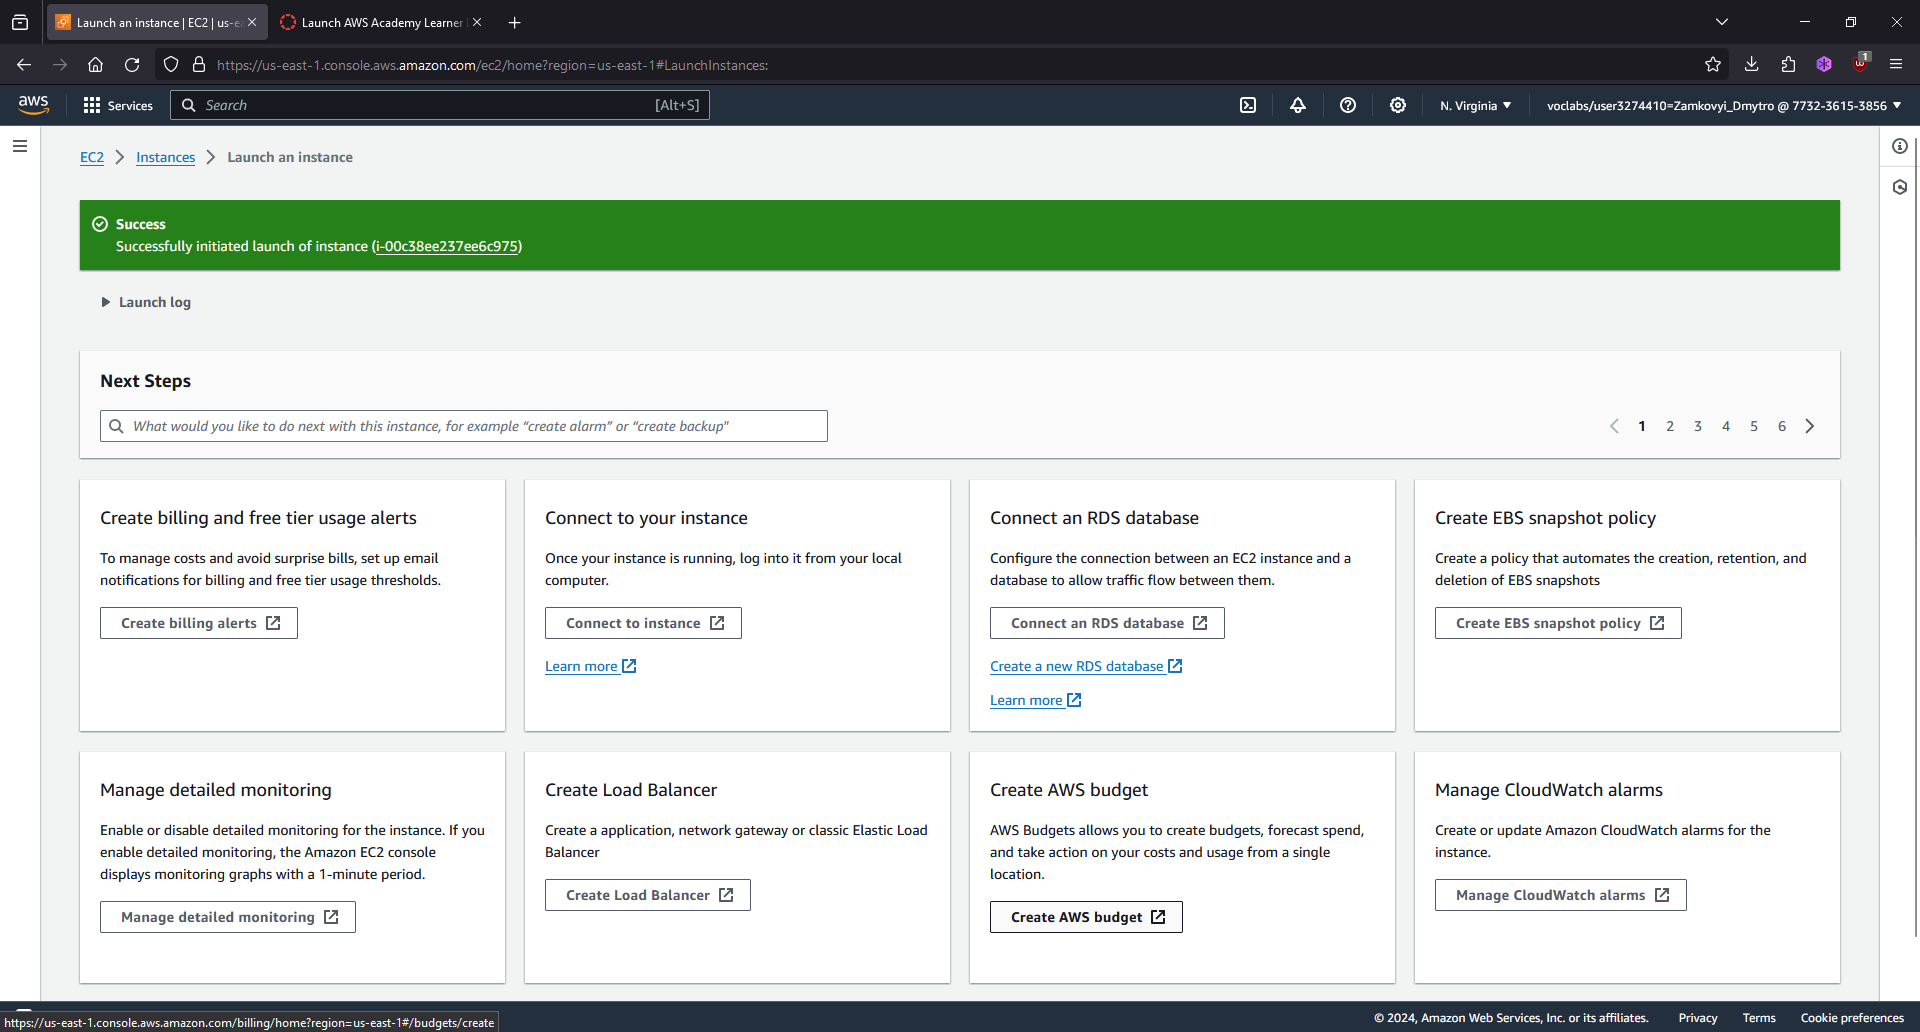 Launch an instance | EC2 | us-ea
Launch AWS Academy Learner
https://us-east-1.console.aws.amazon.com/ec2/home?region=us-east-1#LaunchInstances:
1
aws
Services
Search
[Alt+S]
N. Virginia
voclabs/user3274410=Zamkovyi_Dmytro @ 7732-3615-3856
EC2
Instances
Launch an instance
Success
Successfully initiated launch of instance (i-00c38ee237ee6c975)
Launch log
Next Steps
What would you like to do next with this instance, for example “create alarm” or “create backup”
1 2 3 4 5 6
Create billing and free tier usage alerts
To manage costs and avoid surprise bills, set up email
notifications for billing and free tier usage thresholds.
Create billing alerts
Connect to your instance
Once your instance is running, log into it from your local
computer.
Connect to instance
Learn more
Connect an RDS database
Configure the connection between an EC2 instance and a
database to allow traffic flow between them.
Connect an RDS database
Create a new RDS database
Learn more
Create EBS snapshot policy
Create a policy that automates the creation, retention, and
deletion of EBS snapshots
Create EBS snapshot policy
Manage detailed monitoring
Enable or disable detailed monitoring for the instance. If you
enable detailed monitoring, the Amazon EC2 console
displays monitoring graphs with a 1-minute period.
Manage detailed monitoring
Create Load Balancer
Create a application, network gateway or classic Elastic Load
Balancer
Create Load Balancer
Create AWS budget
AWS Budgets allows you to create budgets, forecast spend,
and take action on your costs and usage from a single
location.
Create AWS budget
Manage CloudWatch alarms
Create or update Amazon CloudWatch alarms for the
instance.
Manage CloudWatch alarms
https://us-east-1.console.aws.amazon.com/billing/home?region=us-east-1#/budgets/create
© 2024, Amazon Web Services, Inc. or its affiliates.
Privacy
Terms
Cookie preferences